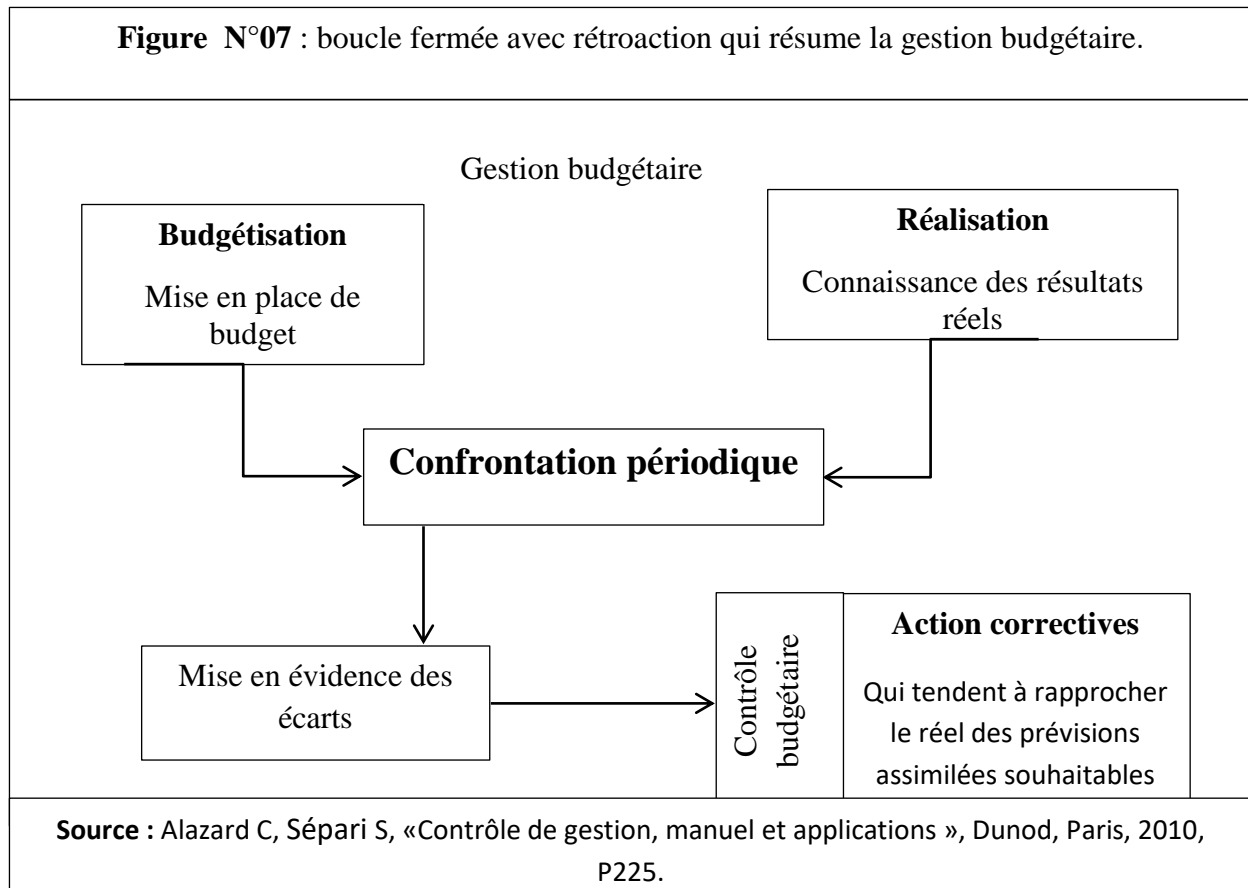 Figure N°07 : boucle fermée avec rétroaction qui résume la gestion budgétaire.
Gestion budgétaire
Budgétisation
Mise en place de
budget
Réalisation
Connaissance des résultats
réels
Confrontation périodique
Mise en évidence des
écarts
Contrôle
budgétaire
Action correctives
Qui tendent à rapprocher
le réel des prévisions
assimilées souhaitables
Source : Alazard C, Sépari S, «Contrôle de gestion, manuel et applications », Dunod, Paris, 2010,
P225.